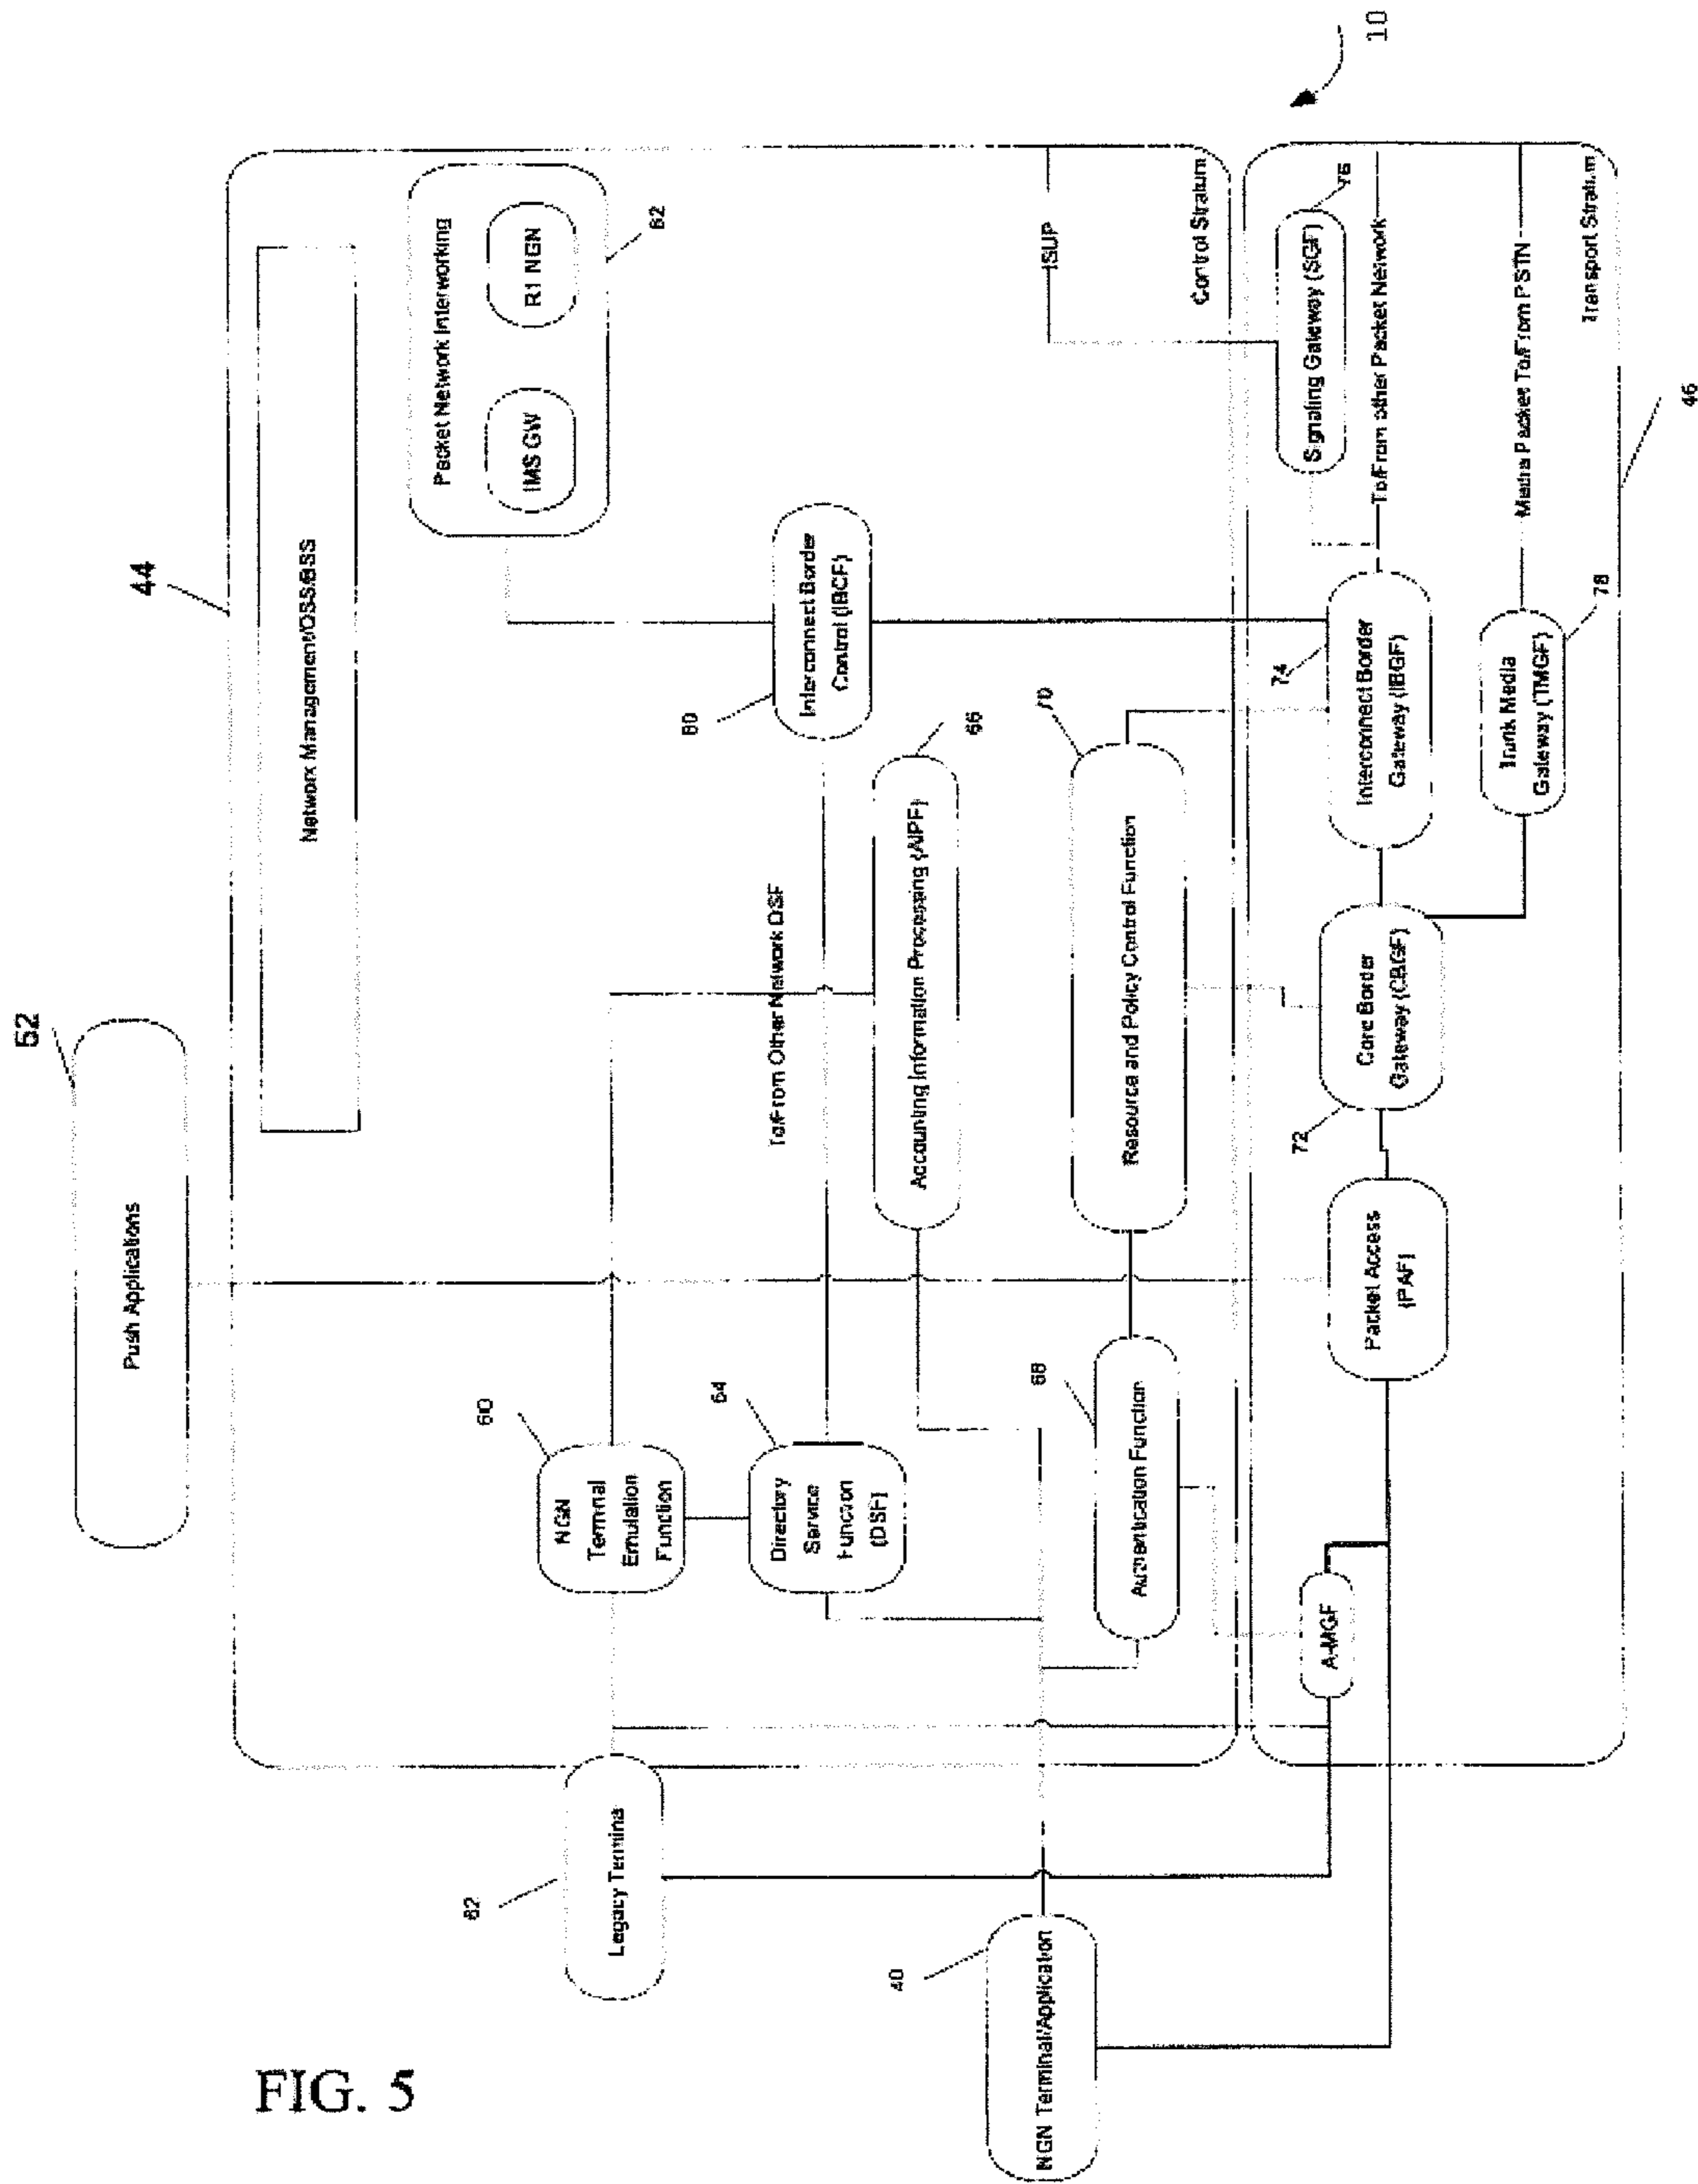 FIG. 5
52
Push Applications
44
Network Management/OSS/BSS
Packet Network Interworking
IMS GW
R1 NGN
62
Legacy Termina
60
NGN
Terminal
Emulation
Function
64
Directory
Service
Function
(DSF)
To/From Other Network DSF
80
Interconnect Border
Control (IBCF)
66
Accounting Information Processing (AIPF)
40
NGN Terminal/Application
68
Authentication Function
70
Resource and Policy Control Function
ISUP
Control Stratum
A-MGF
Packet Access
(PAF)
72
Core Border
Gateway (CBGF)
74
Interconnect Border
Gateway (IBGF)
76
Signaling Gateway (SGF)
To/From other Packet Network
78
Trunk Media
Gateway (TMGF)
Media Packet To/From PSTN
Transport Stratum
46
10